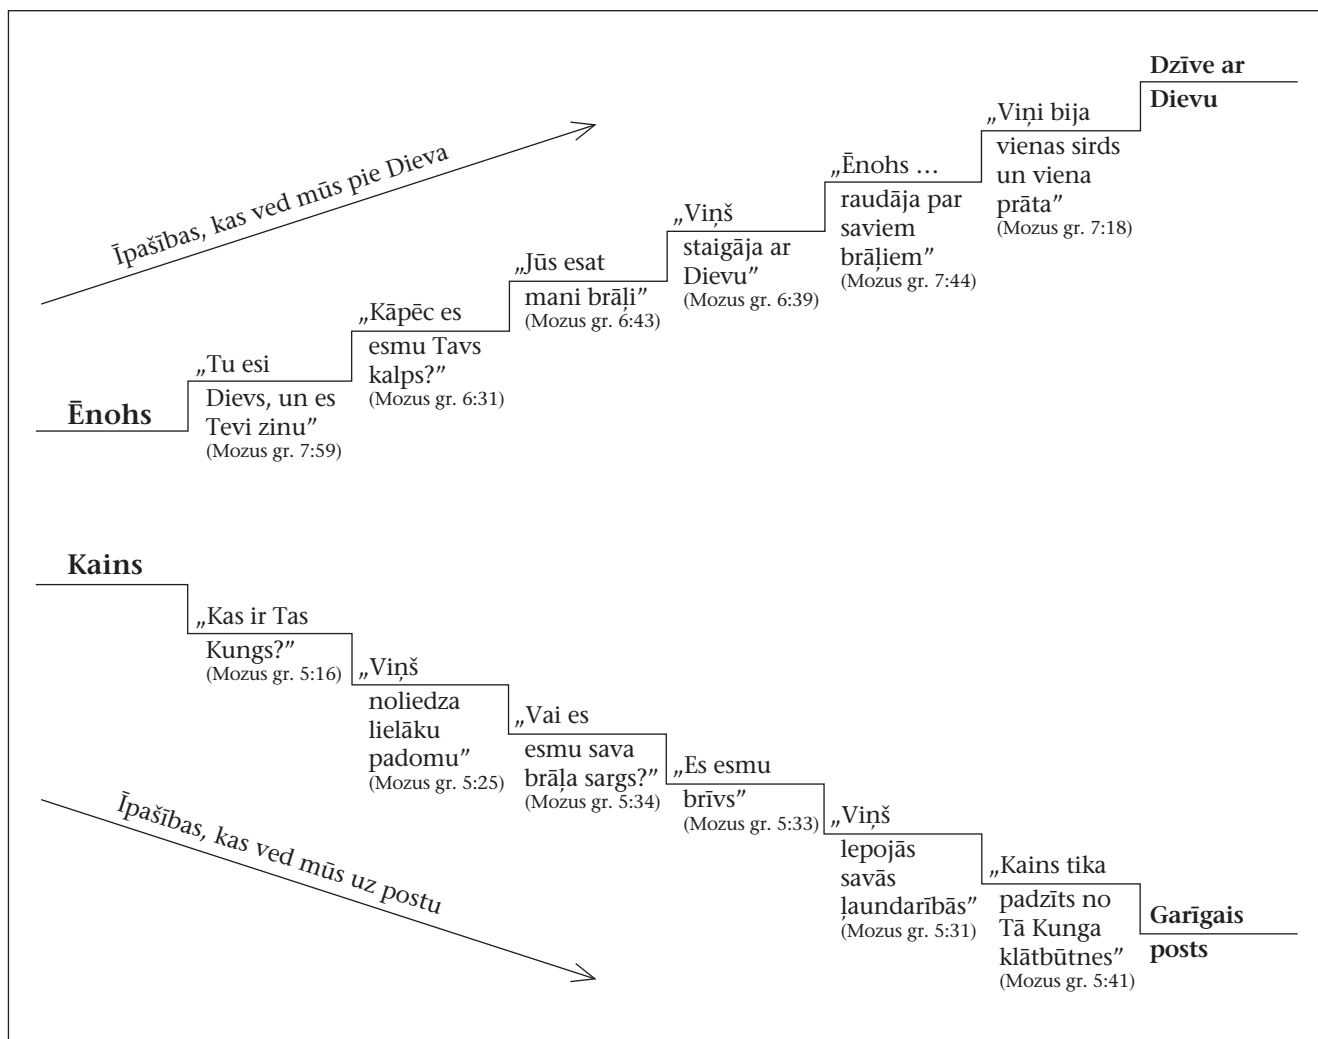 Dzīve ar
Dievu
„Viņi bija
vienas sirds
un viena
prāta”
(Mozus gr. 7:18)
„Ēnohs …
raudāja par
saviem
brāļiem”
(Mozus gr. 7:44)
„Viņš
staigāja ar
Dievu”
(Mozus gr. 6:39)
„Jūs esat
mani brāļi”
(Mozus gr. 6:43)
„Kāpēc es
esmu Tavs
kalps?”
(Mozus gr. 6:31)
„Tu esi
Dievs, un es
Tevi zinu”
(Mozus gr. 7:59)
Ēnohs
Īpašības, kas ved mūs pie Dieva
Kains
„Kas ir Tas
Kungs?”
(Mozus gr. 5:16)
„Viņš
noliedza
lielāku
padomu”
(Mozus gr. 5:25)
„Vai es
esmu sava
brāļa sargs?”
(Mozus gr. 5:34)
„Es esmu
brīvs”
(Mozus gr. 5:33)
„Viņš
lepojās
savās
ļaundarībās”
(Mozus gr. 5:31)
„Kains tika
padzīts no
Tā Kunga
klātbūtnes”
(Mozus gr. 5:41)
Garīgais
posts
Īpašības, kas ved mūs uz postu